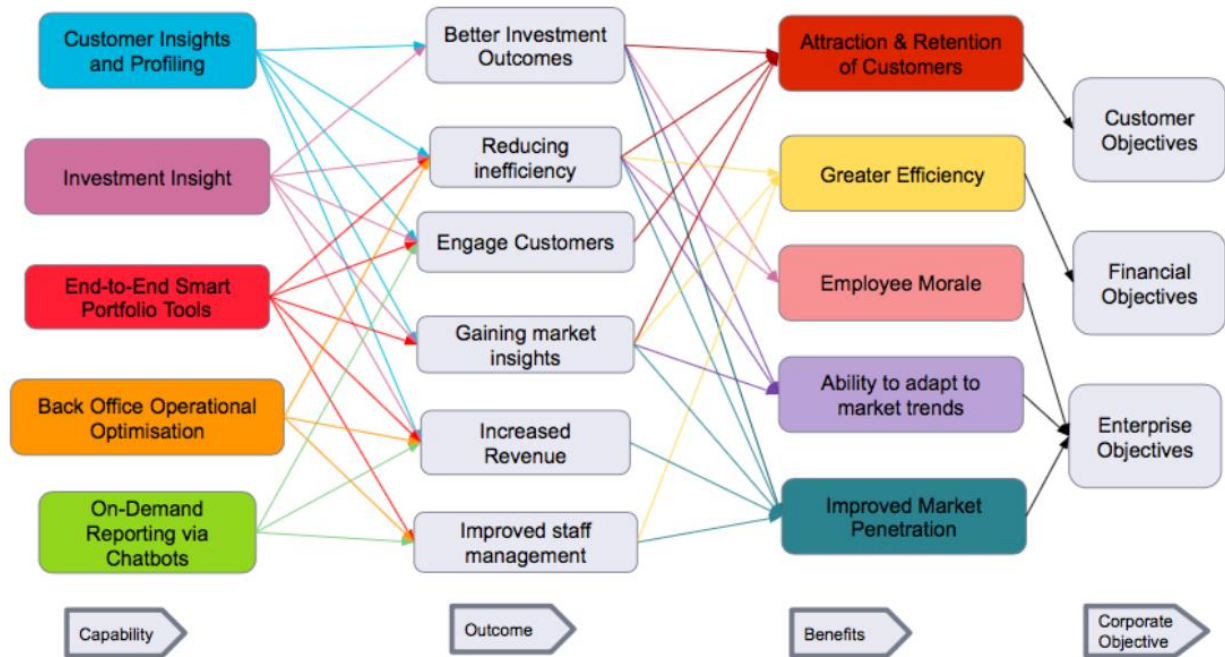 Customer Insights
and Profiling
Investment Insight
End-to-End Smart
Portfolio Tools
Back Office Operational
Optimisation
On-Demand
Reporting via
Chatbots
Capability
Better Investment
Outcomes
Reducing
inefficiency
Engage Customers
Gaining market
insights
Increased
Revenue
Improved staff
management
Outcome
Attraction & Retention
of Customers
Greater Efficiency
Employee Morale
Ability to adapt to
market trends
Improved Market
Penetration
Benefits
Customer
Objectives
Financial
Objectives
Enterprise
Objectives
Corporate
Objective